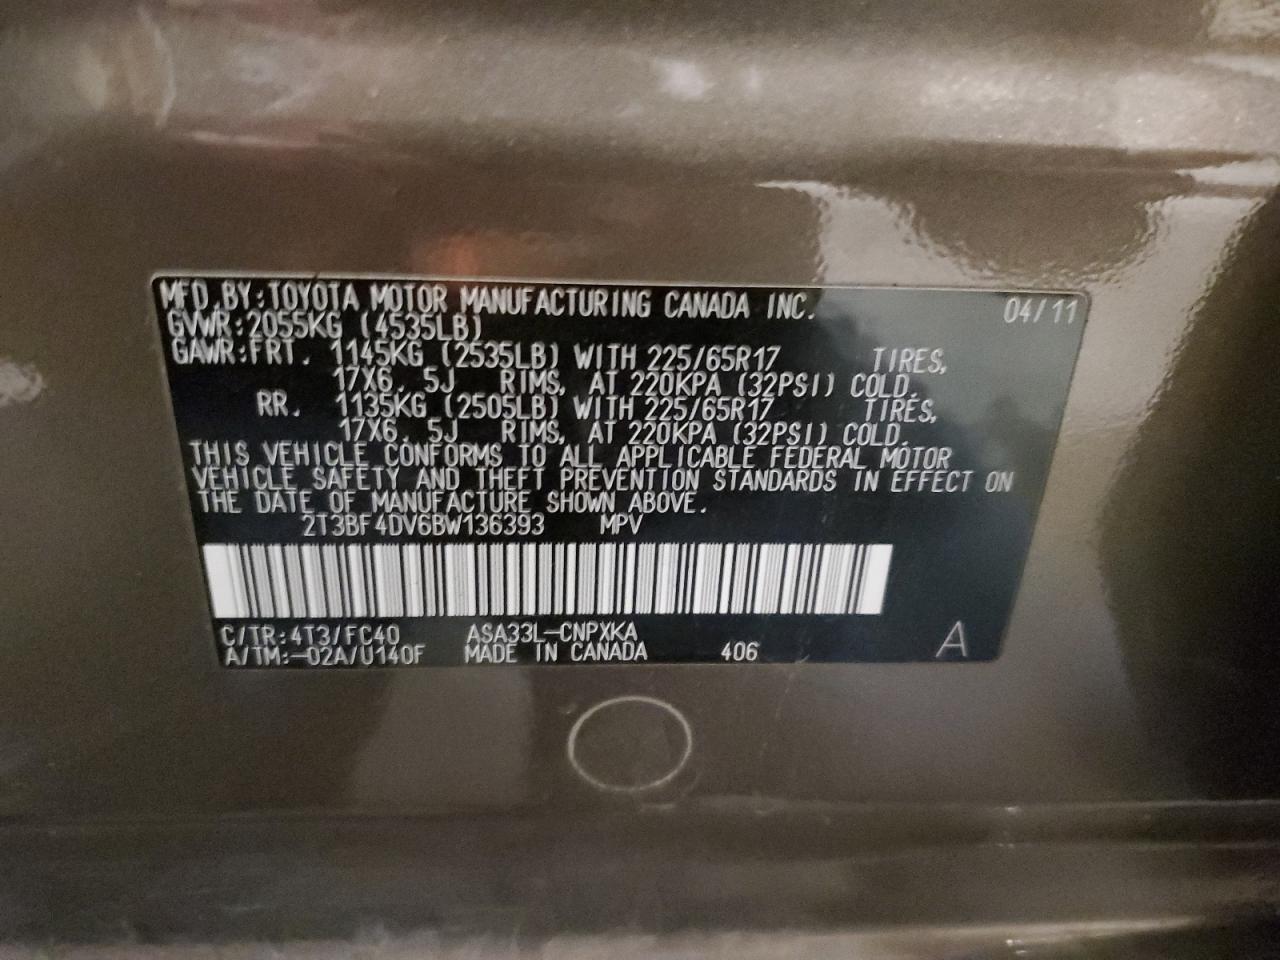 MFD.BY:TOYOTA MOTOR MANUFACTURING CANADA INC. 04/11
GVWR:2055KG (4535LB)
GAWR:FRT. 1145KG (2535LB) WITH 225/65R17 TIRES,
17X6.5J RIMS, AT 220KPA (32PSI) COLD.
RR. 1135KG (2505LB) WITH 225/65R17 TIRES,
17X6.5J RIMS, AT 220KPA (32PSI) COLD.
THIS VEHICLE CONFORMS TO ALL APPLICABLE FEDERAL MOTOR
VEHICLE SAFETY AND THEFT PREVENTION STANDARDS IN EFFECT ON
THE DATE OF MANUFACTURE SHOWN ABOVE.
2T3BF4DV6BW136393 MPV
C/TR:4T3/FC40 ASA33L-CNPXKA
A/TM:-02A/U140F MADE IN CANADA 406 A